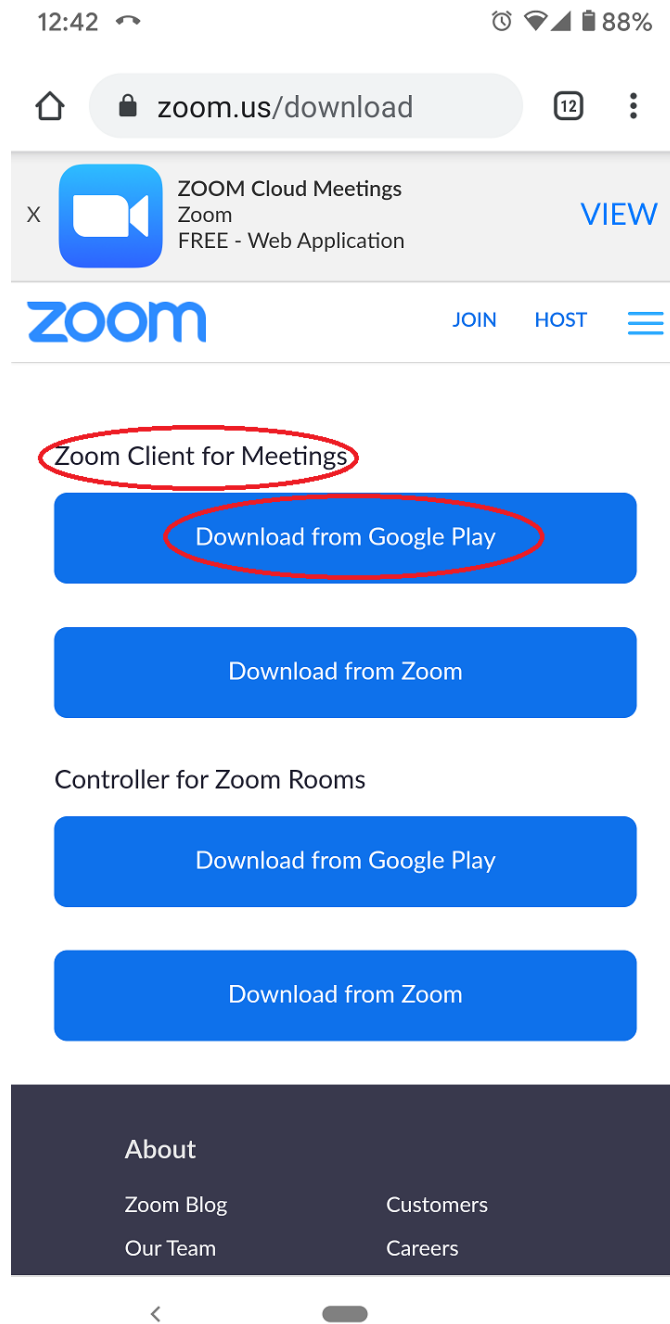 12:42 88%
zoom.us/download 12
X
ZOOM Cloud Meetings
Zoom
FREE - Web Application
VIEW
zoom JOIN HOST
Zoom Client for Meetings
Download from Google Play
Download from Zoom
Controller for Zoom Rooms
Download from Google Play
Download from Zoom
About
Zoom Blog Customers
Our Team Careers